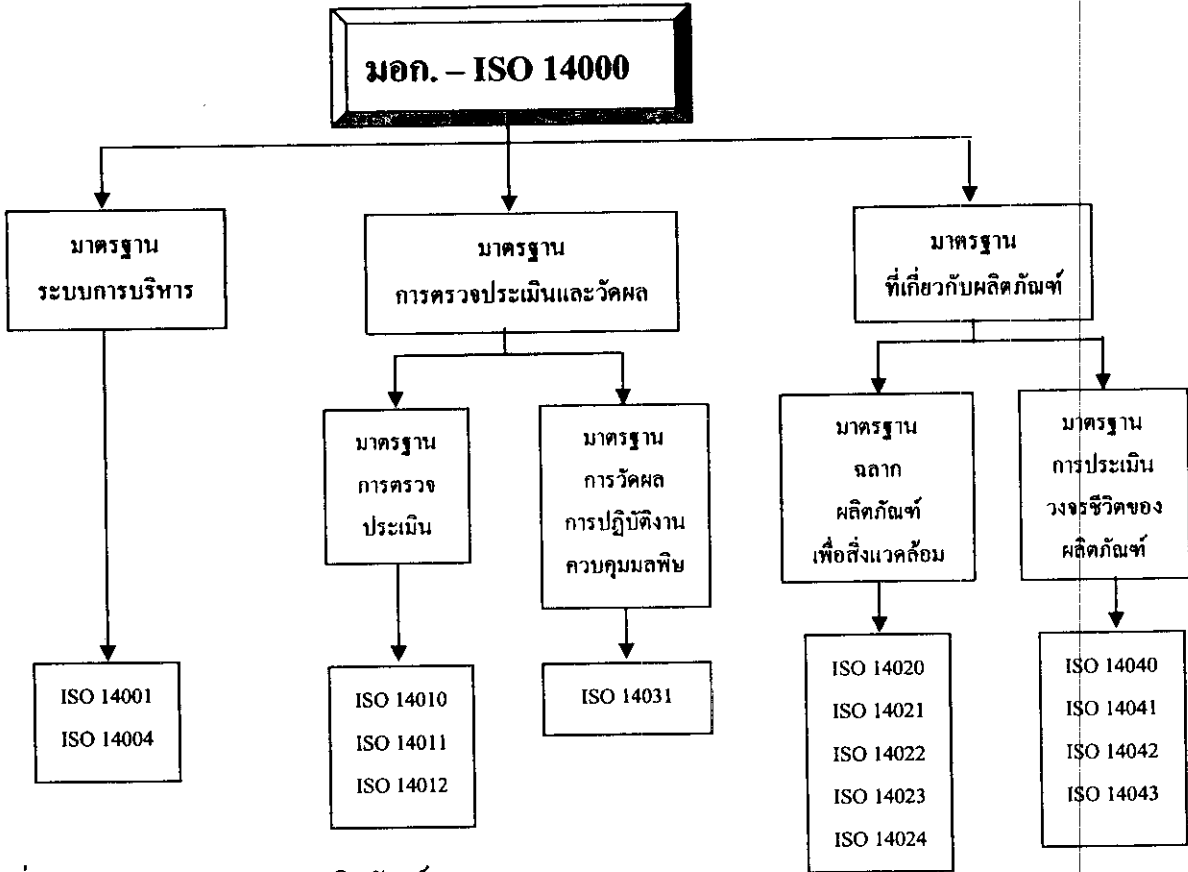 มอก. – ISO 14000
มาตรฐาน
ระบบการบริหาร
มาตรฐาน
การตรวจประเมินและวัดผล
มาตรฐาน
ที่เกี่ยวกับผลิตภัณฑ์
มาตรฐาน
การตรวจ
ประเมิน
มาตรฐาน
การวัดผล
การปฏิบัติงาน
ควบคุมมลพิษ
มาตรฐาน
ฉลาก
ผลิตภัณฑ์
เพื่อสิ่งแวดล้อม
มาตรฐาน
การประเมิน
วงจรชีวิตของ
ผลิตภัณฑ์
ISO 14001
ISO 14004
ISO 14010
ISO 14011
ISO 14012
ISO 14031
ISO 14020
ISO 14021
ISO 14022
ISO 14023
ISO 14024
ISO 14040
ISO 14041
ISO 14042
ISO 14043